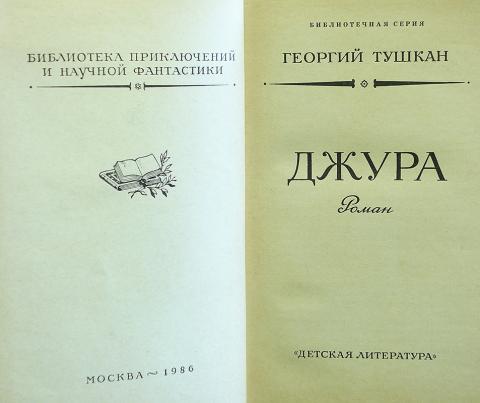 БИБЛИОТЕКА ПРИКЛЮЧЕНИЙ
И НАУЧНОЙ ФАНТАСТИКИ
МОСКВА ~ 1986
БИБЛИОТЕЧНАЯ СЕРИЯ
ГЕОРГИЙ ТУШКАН
ДЖУРА
Роман
«ДЕТСКАЯ ЛИТЕРАТУРА»